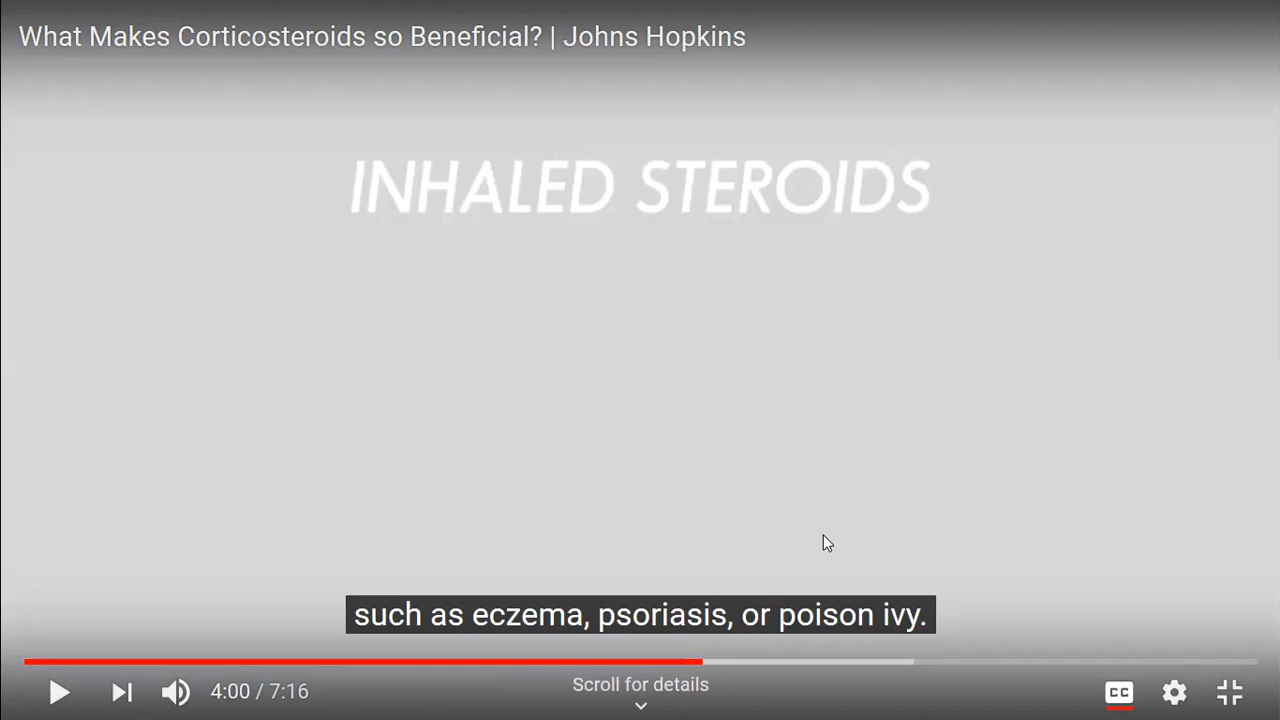 What Makes Corticosteroids so Beneficial? | Johns Hopkins
INHALED STEROIDS
such as eczema, psoriasis, or poison ivy.
4:00 / 7:16
Scroll for details
CC